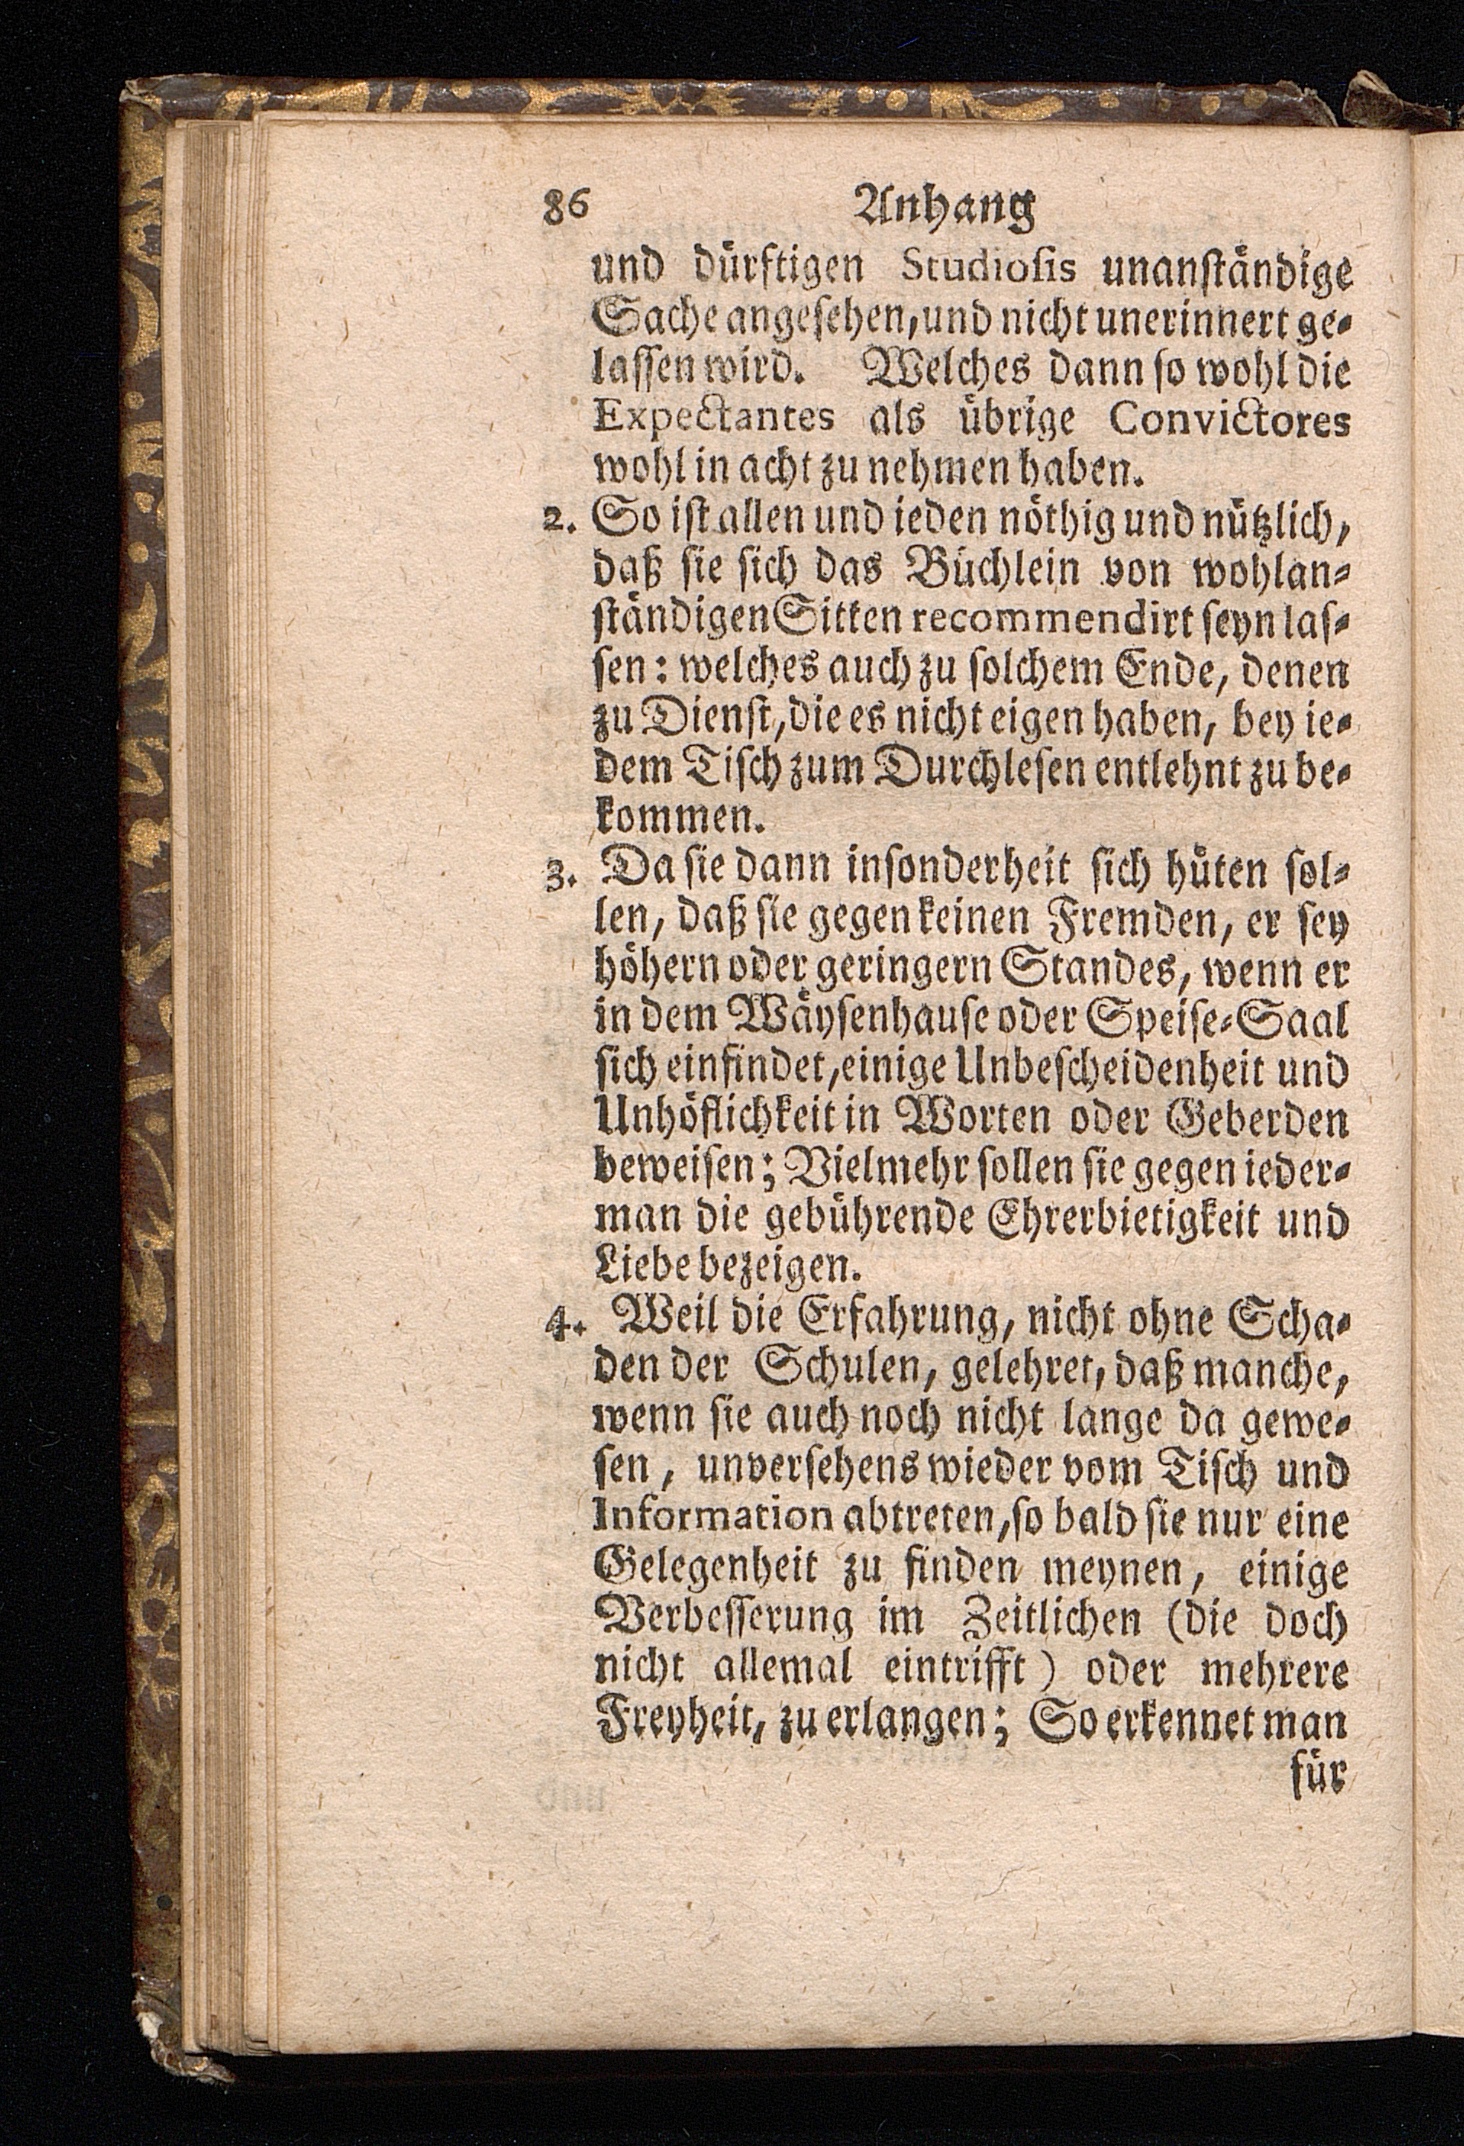 86 Anhang
und dürftigen Studiosis unanständige
Sache angesehen, und nicht unerinnert ge-
lassen wird. Welches dann so wohl die
Expectantes als übrige Convictores
wohl in acht zu nehmen haben.
2. So ist allen und ieden nöthig und nützlich,
daß sie sich das Büchlein von wohlan-
ständigen Sitten recommendirt seyn las-
sen: welches auch zu solchem Ende, denen
zu Dienst, die es nicht eigen haben, bey ie-
dem Tisch zum Durchlesen entlehnt zu be-
kommen.
3. Da sie dann insonderheit sich hüten sol-
len, daß sie gegen keinen Fremden, er sey
höhern oder geringern Standes, wenn er
in dem Wäysenhause oder Speise-Saal
sich einfindet, einige Unbescheidenheit und
Unhöflichkeit in Worten oder Geberden
beweisen; Vielmehr sollen sie gegen ieder-
man die gebührende Ehrerbietigkeit und
Liebe bezeigen.
4. Weil die Erfahrung, nicht ohne Scha-
den der Schulen, gelehret, daß manche,
wenn sie auch noch nicht lange da gewe-
sen, unversehens wieder vom Tisch und
Information abtreten, so bald sie nur eine
Gelegenheit zu finden meynen, einige
Verbesserung im Zeitlichen (die doch
nicht allemal eintrifft) oder mehrere
Freyheit, zu erlangen; So erkennet man
für